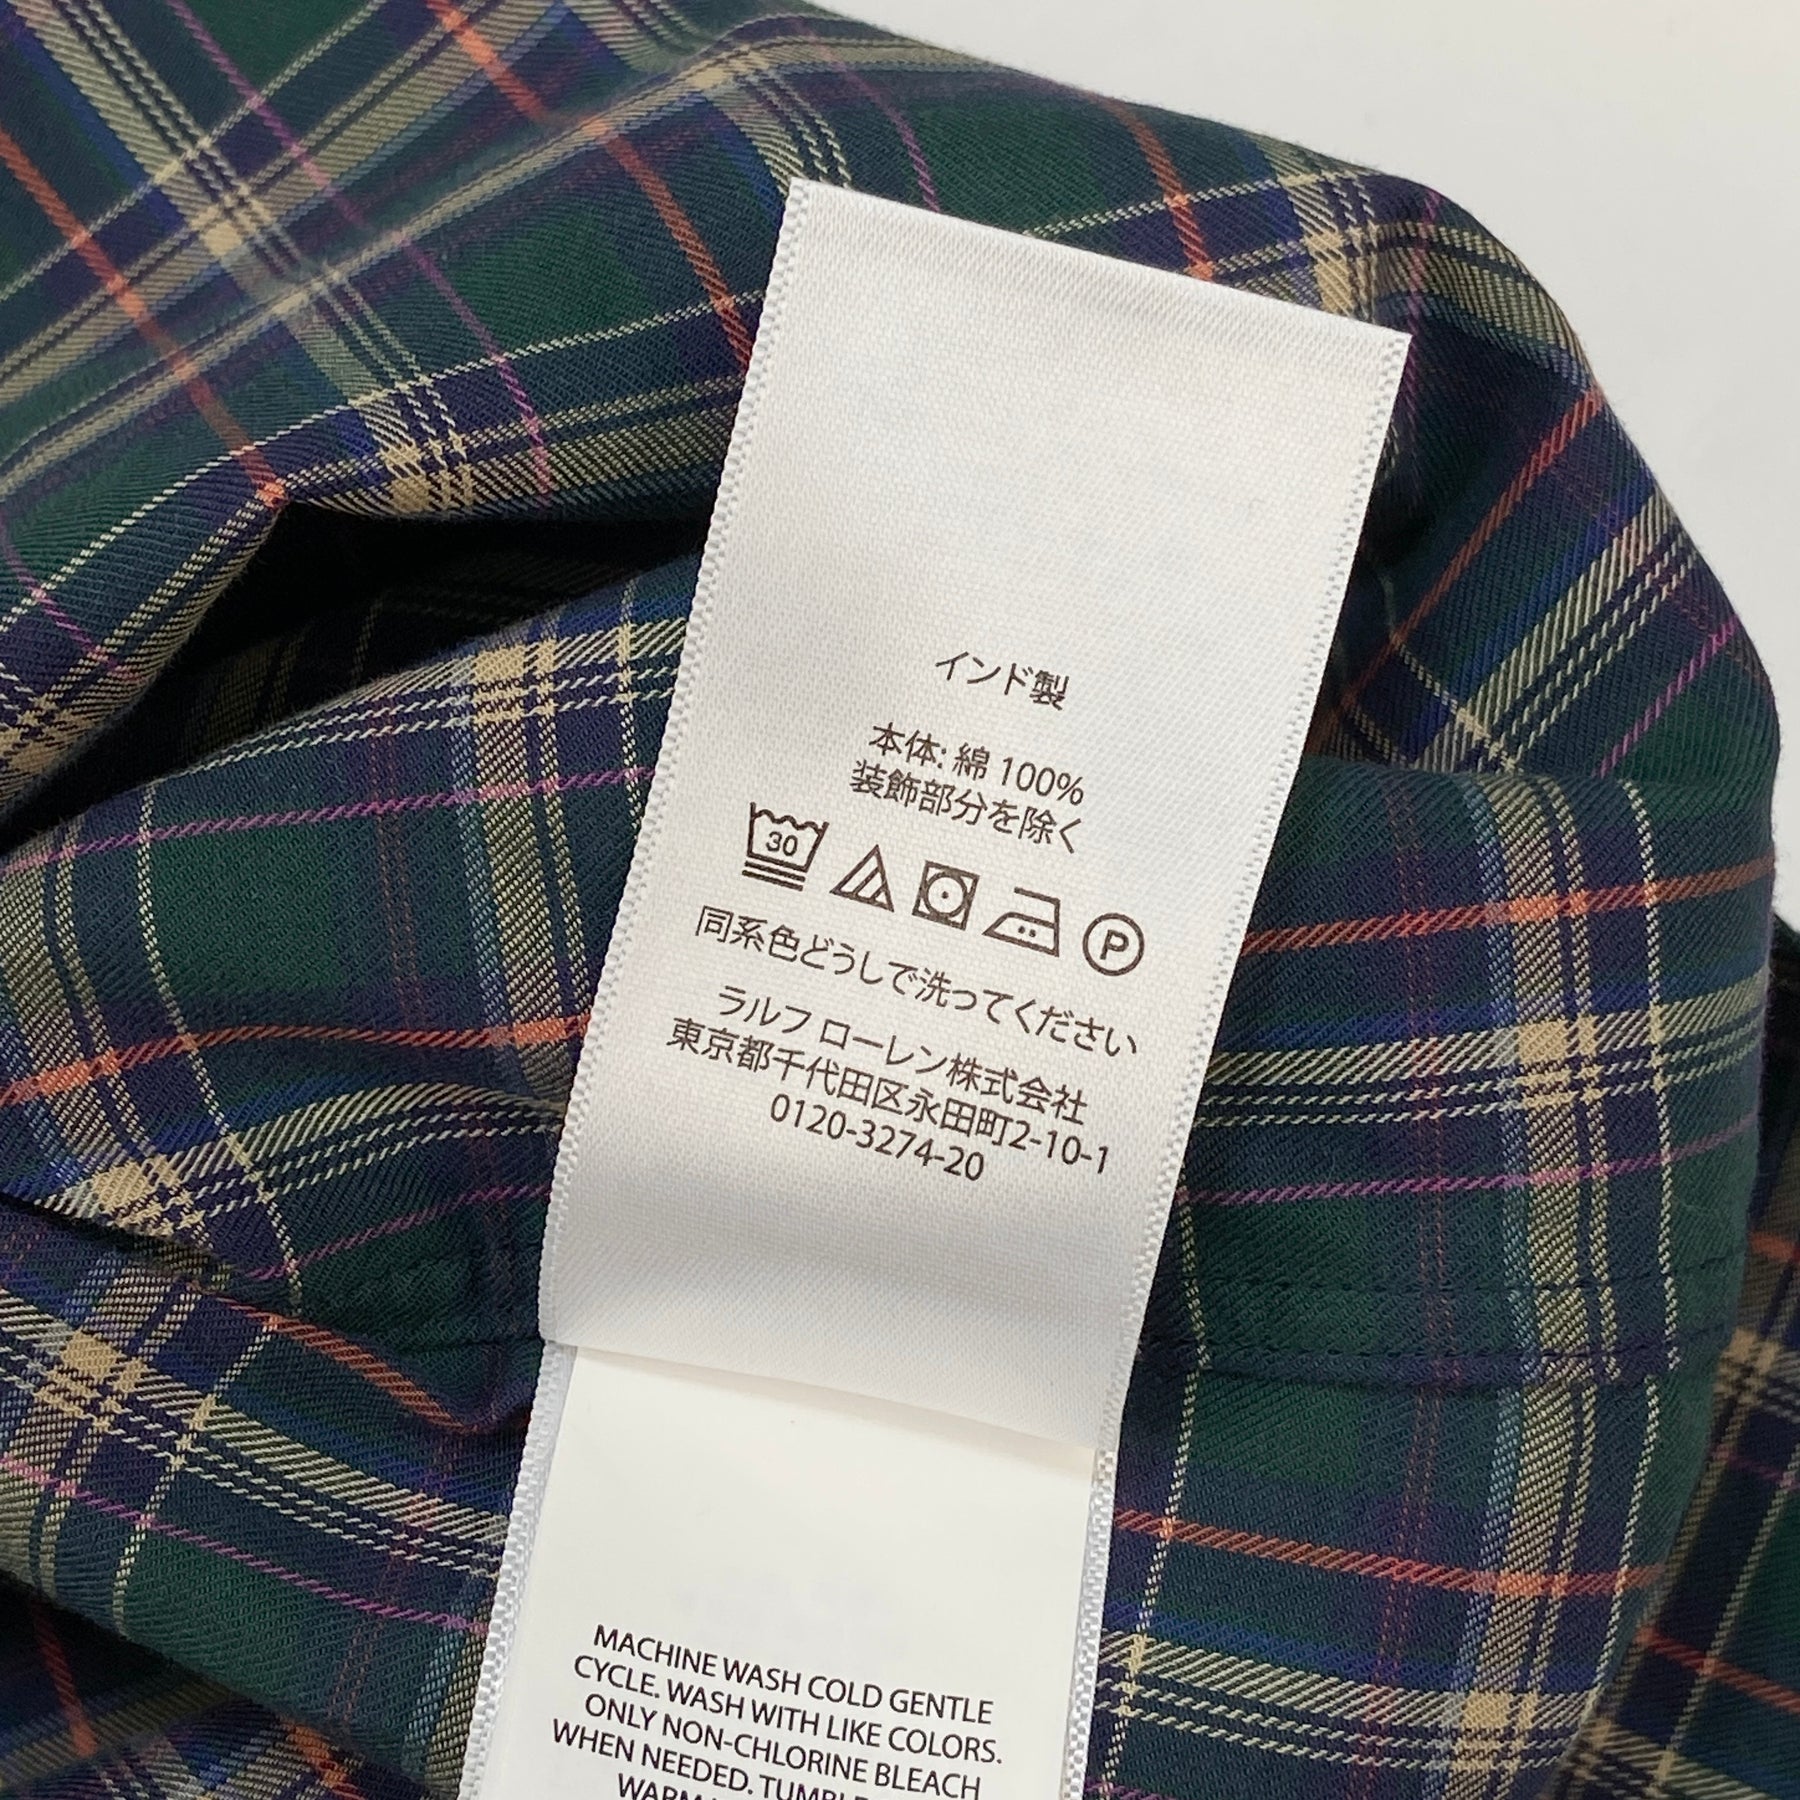 インド製
本体: 綿 100%
装飾部分を除く
30
P
同系色どうしで洗ってください
ラルフ ローレン株式会社
東京都千代田区永田町2-10-1
0120-3274-20
MACHINE WASH COLD GENTLE
CYCLE. WASH WITH LIKE COLORS.
ONLY NON-CHLORINE BLEACH
WHEN NEEDED. TUMBLE
WARM